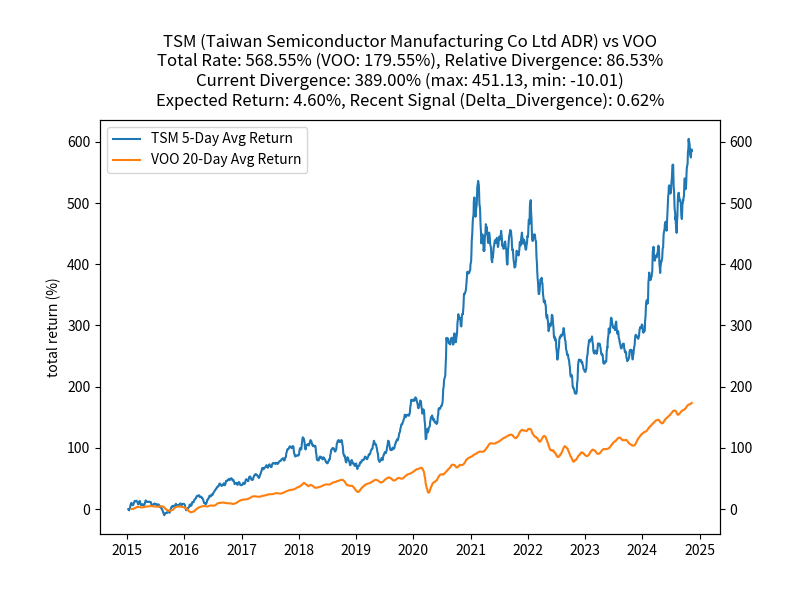 TSM (Taiwan Semiconductor Manufacturing Co Ltd ADR) vs VOO
Total Rate: 568.55% (VOO: 179.55%), Relative Divergence: 86.53%
Current Divergence: 389.00% (max: 451.13, min: -10.01)
Expected Return: 4.60%, Recent Signal (Delta_Divergence): 0.62%
TSM 5-Day Avg Return
VOO 20-Day Avg Return
total return (%)
600
500
400
300
200
100
0
600
500
400
300
200
100
0
2015 2016 2017 2018 2019 2020 2021 2022 2023 2024 2025